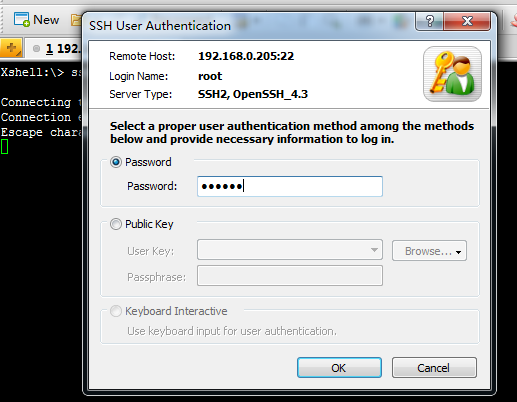 SSH User Authentication
New
1 192.
Xshell:\>
Connecting
Connection
Escape
Remote Host: 192.168.0.205:22
Login Name: root
Server Type: SSH2, OpenSSH_4.3
Select a proper user authentication method among the methods
below and provide necessary information to log in.
Password
Password: ●●●●●●
Public Key
User Key:
Browse...
Passphrase:
Keyboard Interactive
Use keyboard input for user authentication.
OK Cancel